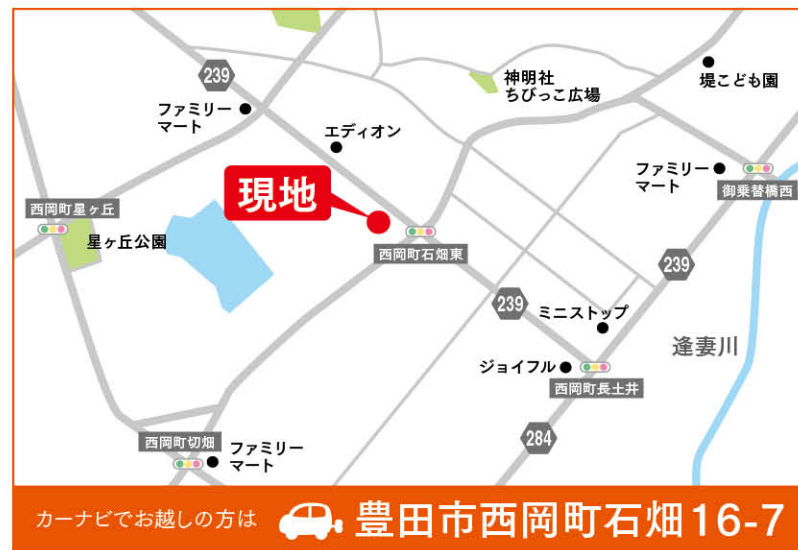 239
ファミリー
マート
エディオン
神明社
ちびっこ広場
堤こども園
ファミリー
マート
御乗替橋西
現地
西岡町星ヶ丘
星ヶ丘公園
西岡町石畑東
239
239
ミニストップ
逢妻川
ジョイフル
西岡町長土井
284
西岡町切畑
ファミリー
マート
カーナビでお越しの方は 豊田市西岡町石畑16-7